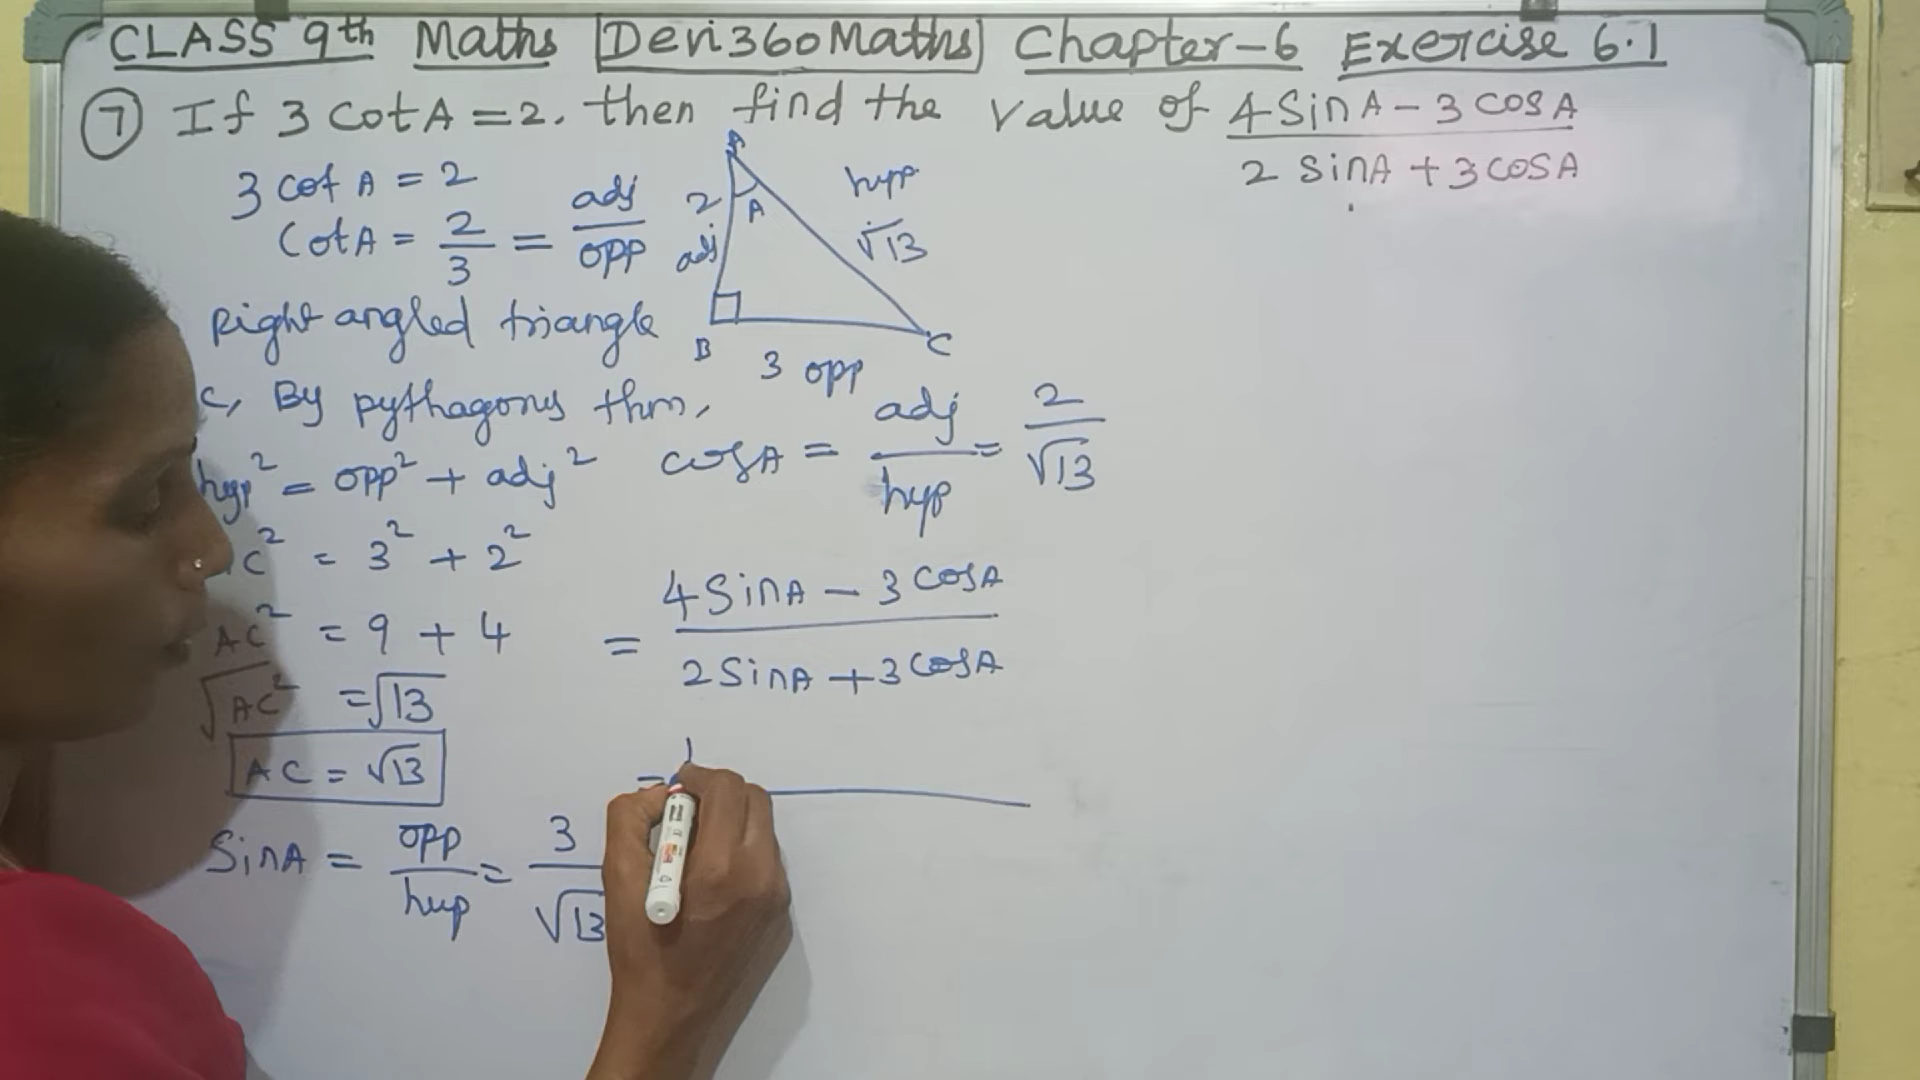 CLASS 9th Maths Devi360Maths Chapter-6 Exercise 6.1
7 If 3 Cot A = 2, then find the value of 4 Sin A - 3 cos A
2 Sin A + 3 cos A
3 cot A = 2
Cot A = 2/3 = adj/opp
A
2
A
adj
hyp
√13
B
3 opp
C
Right angled triangle
C, By pythagorus thm,
hyp² = opp² + adj²
C² = 3² + 2²
AC² = 9 + 4
√AC² = √13
AC = √13
Sin A = opp/hyp = 3/√13
cos A = adj/hyp = 2/√13
= 4 Sin A - 3 cos A
2 Sin A + 3 cos A
=